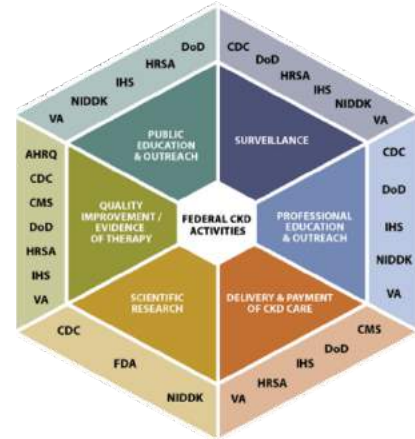 DoD
HRSA
IHS
NIDDK
VA
CDC
DoD
HRSA
IHS
NIDDK
VA
PUBLIC
EDUCATION
& OUTREACH
SURVEILLANCE
AHRQ
CDC
CMS
DoD
HRSA
IHS
VA
QUALITY
IMPROVEMENT /
EVIDENCE
OF THERAPY
FEDERAL CKD
ACTIVITIES
PROFESSIONAL
EDUCATION
& OUTREACH
CDC
DoD
IHS
NIDDK
VA
SCIENTIFIC
RESEARCH
DELIVERY & PAYMENT
OF CKD CARE
CDC
FDA
NIDDK
CMS
DoD
IHS
HRSA
VA